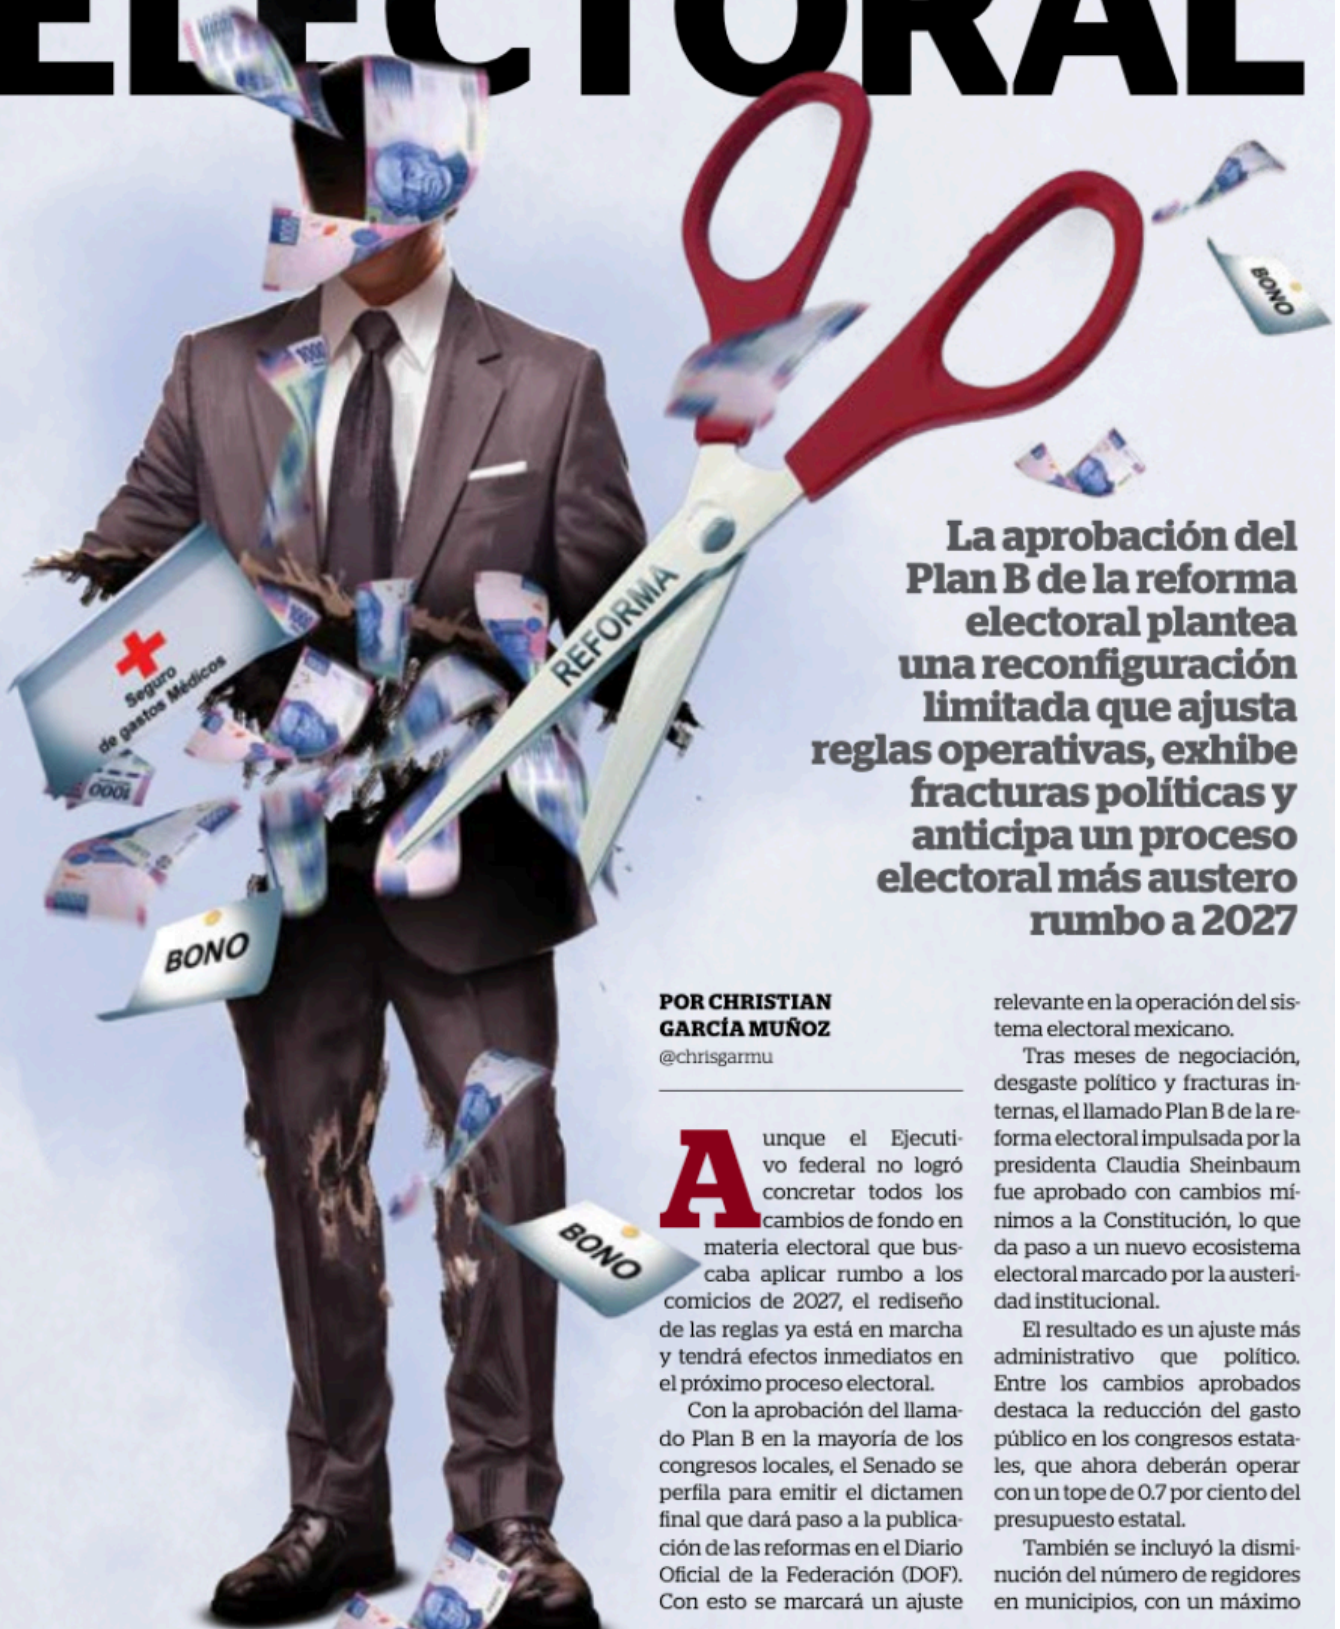 ELECTORAL
1000
1000
1000
BONO
REFORMA
Seguro
de gastos Médicos
1000
1000
BONO
BONO
La aprobación del
Plan B de la reforma
electoral plantea
una reconfiguración
limitada que ajusta
reglas operativas, exhibe
fracturas políticas y
anticipa un proceso
electoral más austero
rumbo a 2027
POR CHRISTIAN
GARCÍA MUÑOZ
@chrisgarmu
Aunque el Ejecuti-
vo federal no logró
concretar todos los
cambios de fondo en
materia electoral que bus-
caba aplicar rumbo a los
comicios de 2027, el rediseño
de las reglas ya está en marcha
y tendrá efectos inmediatos en
el próximo proceso electoral.
Con la aprobación del llama-
do Plan B en la mayoría de los
congresos locales, el Senado se
perfila para emitir el dictamen
final que dará paso a la publica-
ción de las reformas en el Diario
Oficial de la Federación (DOF).
Con esto se marcará un ajuste
relevante en la operación del sis-
tema electoral mexicano.
Tras meses de negociación,
desgaste político y fracturas in-
ternas, el llamado Plan B de la re-
forma electoral impulsada por la
presidenta Claudia Sheinbaum
fue aprobado con cambios mí-
nimos a la Constitución, lo que
da paso a un nuevo ecosistema
electoral marcado por la austeri-
dad institucional.
El resultado es un ajuste más
administrativo que político.
Entre los cambios aprobados
destaca la reducción del gasto
público en los congresos estata-
les, que ahora deberán operar
con un tope de 0.7 por ciento del
presupuesto estatal.
También se incluyó la dismi-
nución del número de regidores
en municipios, con un máximo